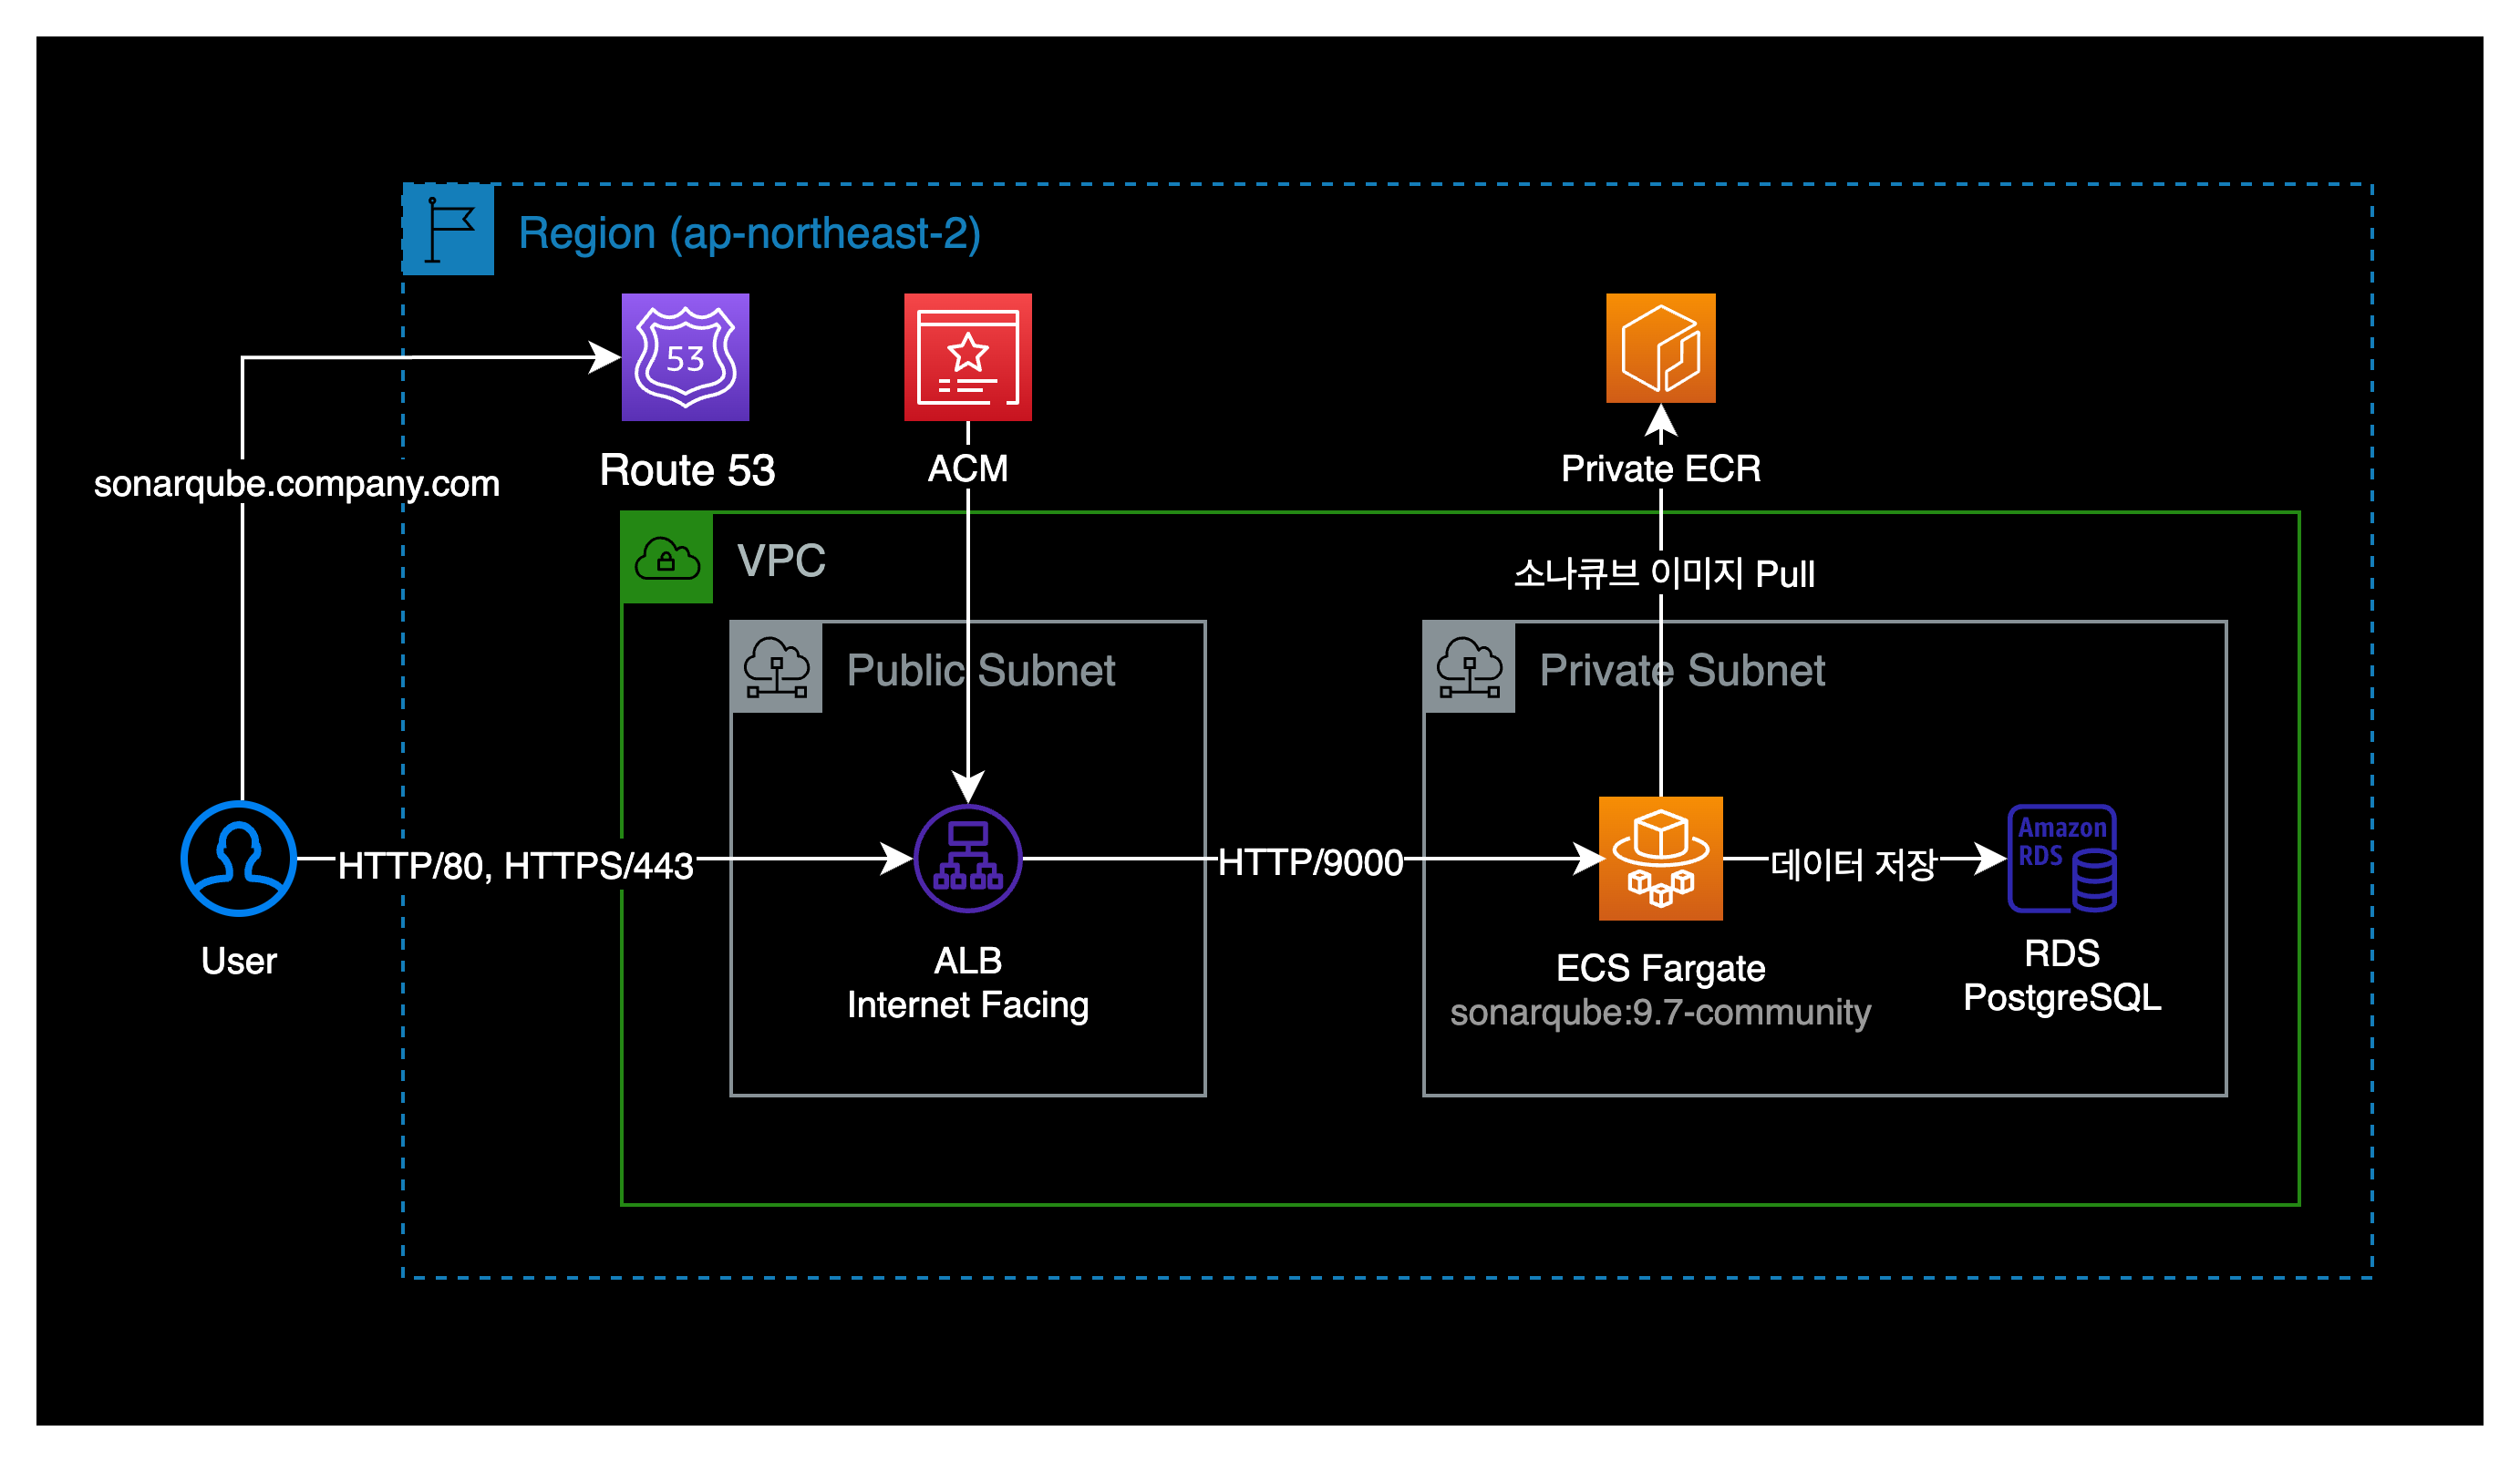 Region (ap-northeast-2)
53
Route 53
ACM
Private ECR
sonarqube.company.com
VPC
소나큐브 이미지 Pull
Public Subnet
Private Subnet
HTTP/80, HTTPS/443
HTTP/9000
데이터 저장
Amazon
RDS
User
ALB
Internet Facing
ECS Fargate
sonarqube:9.7-community
RDS
PostgreSQL